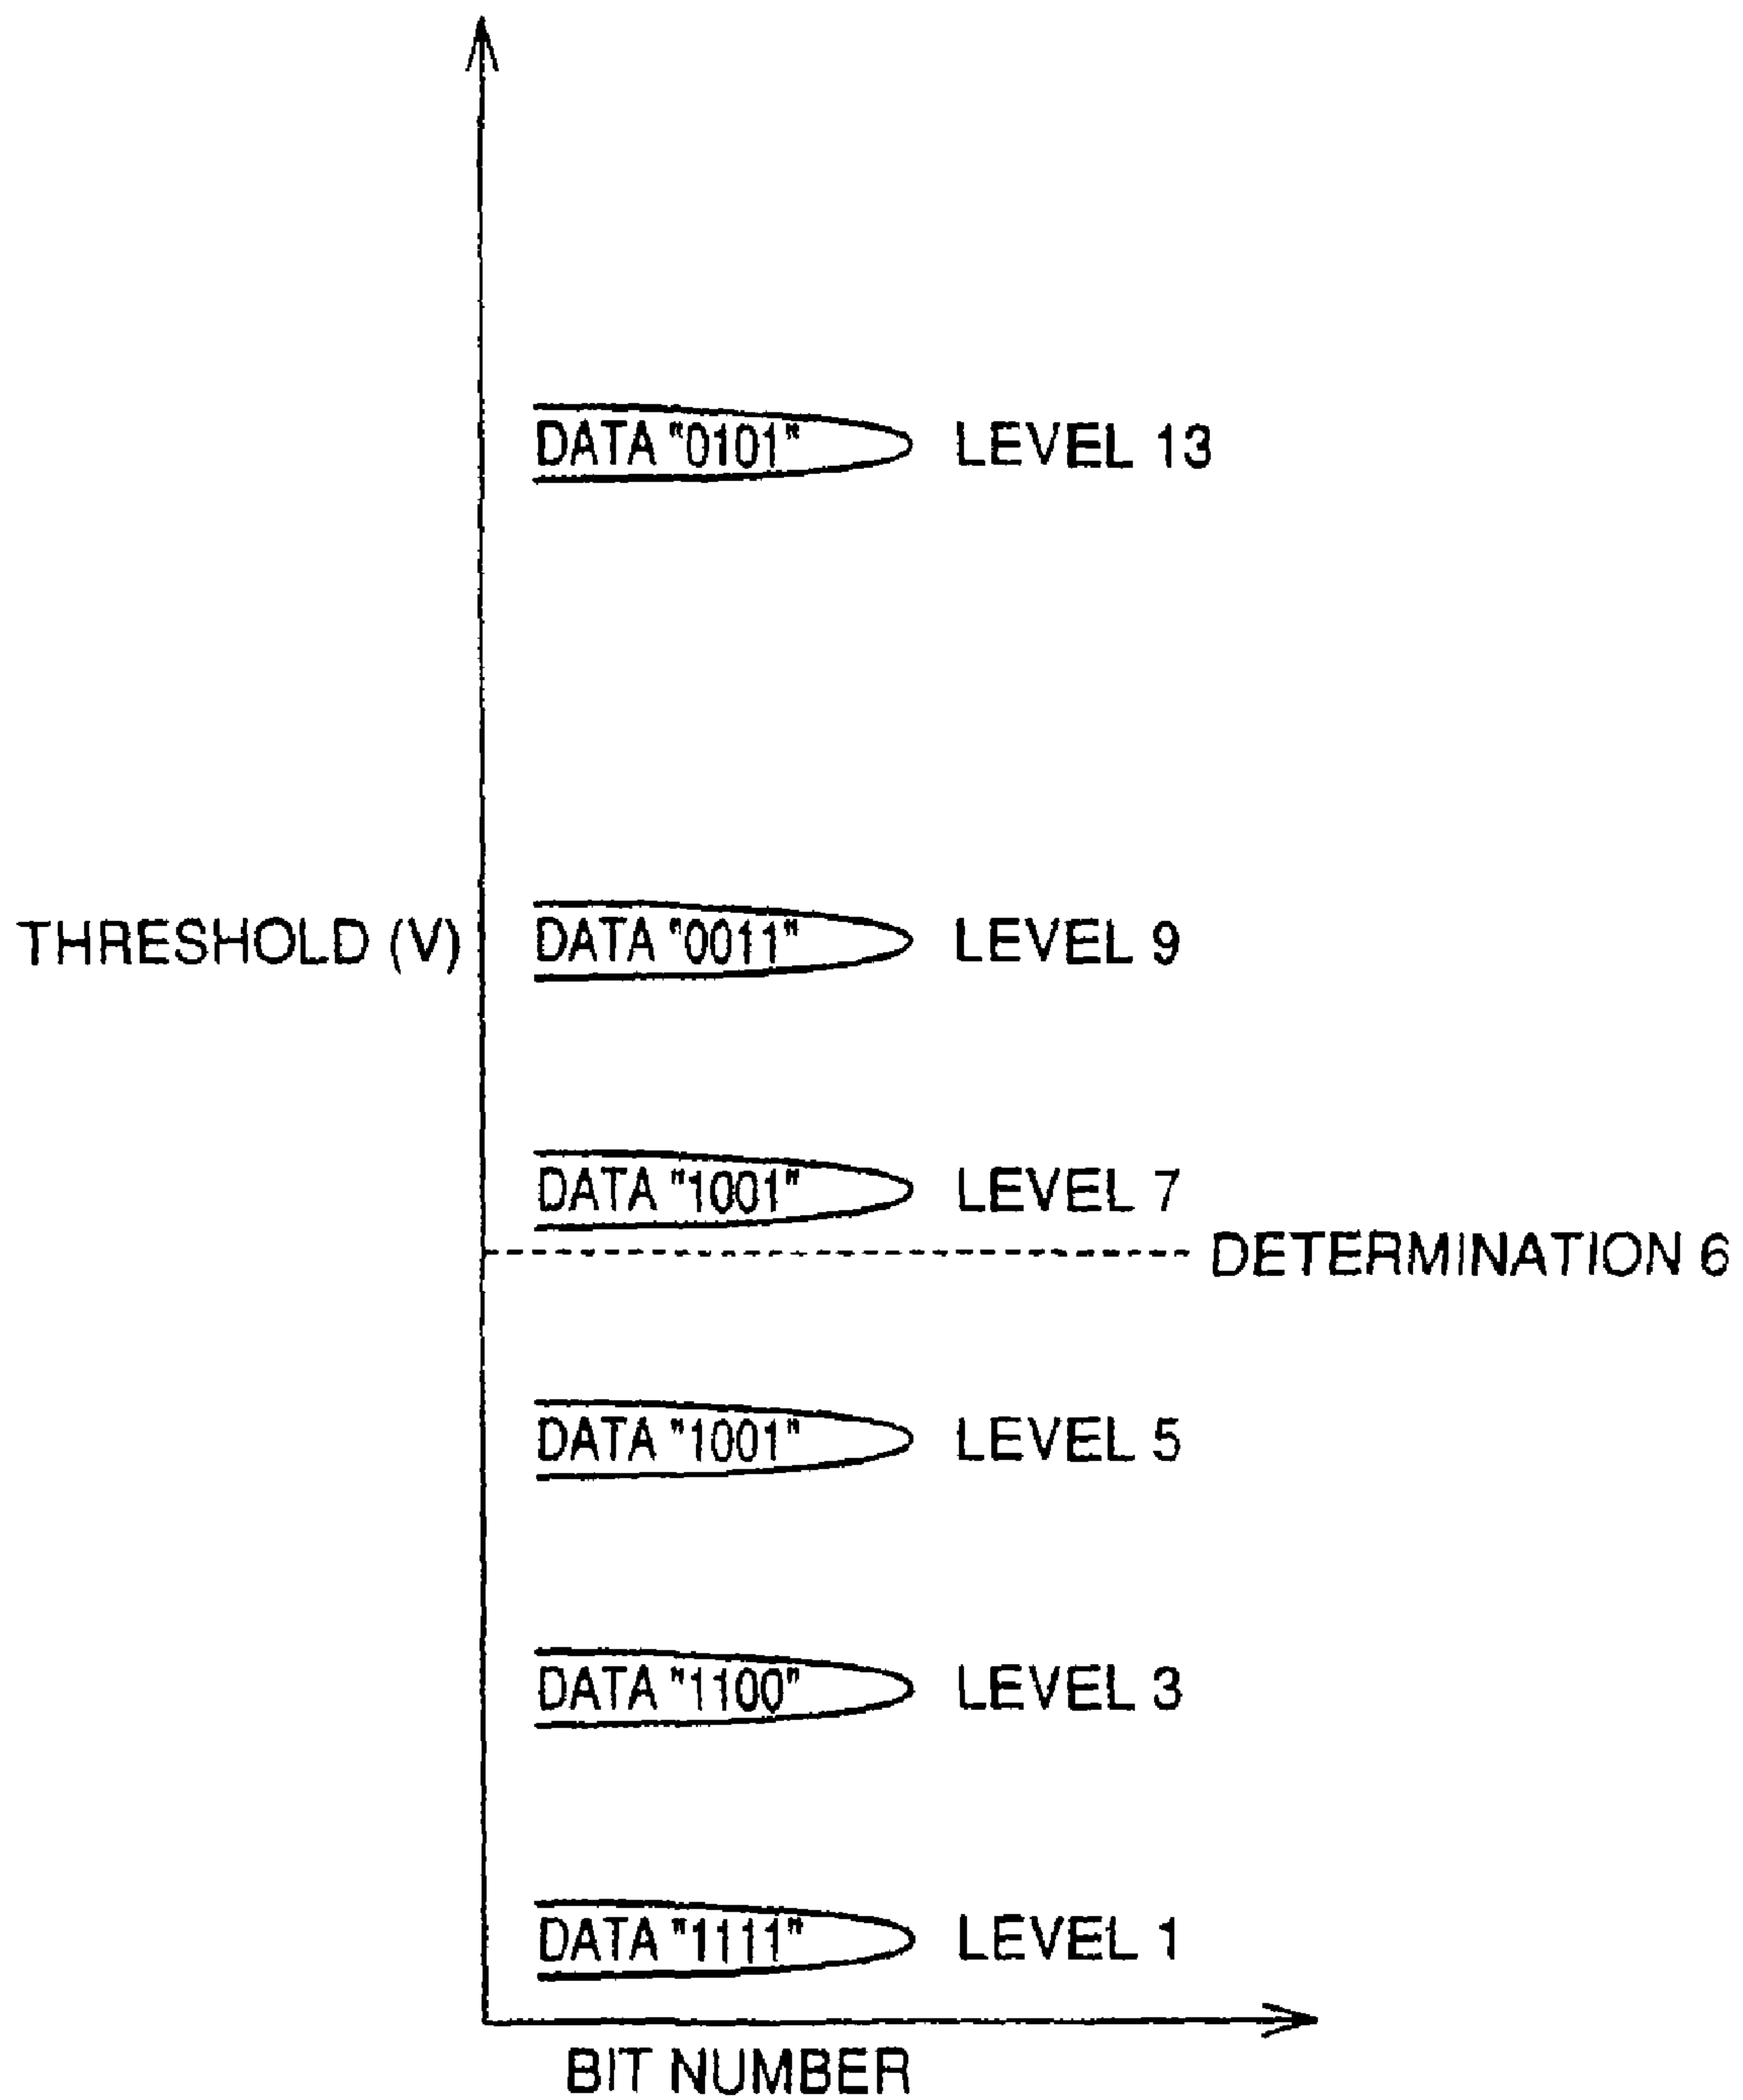 DATA "0101" LEVEL 13
THRESHOLD (V) DATA "0011" LEVEL 9
DATA "1001" LEVEL 7
DETERMINATION 6
DATA "1001" LEVEL 5
DATA "1100" LEVEL 3
DATA "1111" LEVEL 1
BIT NUMBER